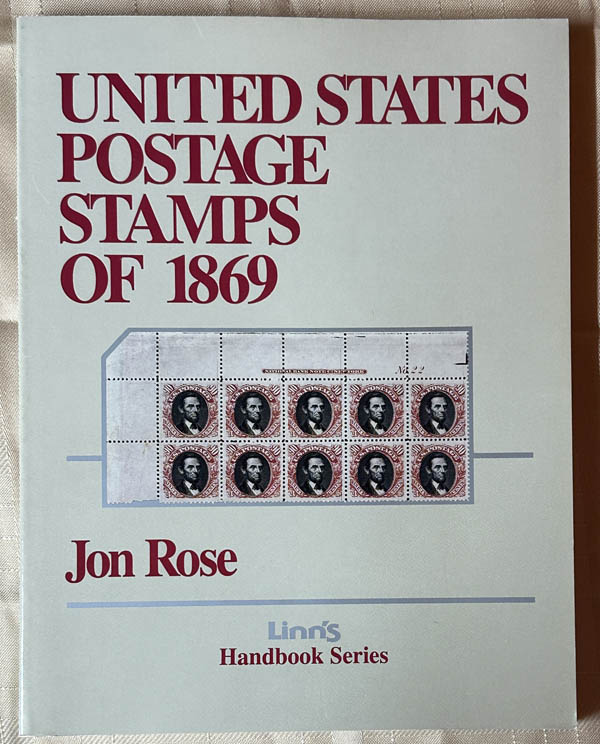 UNITED STATES
POSTAGE
STAMPS
OF 1869
NATIONAL BANK NOTE CO. NEW YORK
No. 22
Jon Rose
Linn's
Handbook Series